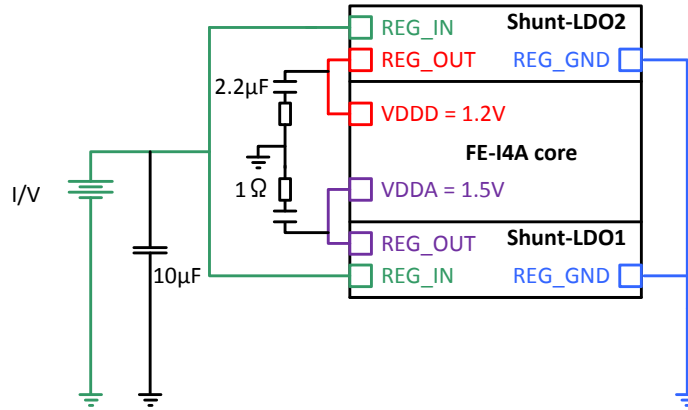 Shunt-LDO2
REG_IN
REG_OUT
REG_GND
2.2µF
VDDD = 1.2V
FE-I4A core
1Ω
VDDA = 1.5V
I/V
Shunt-LDO1
REG_OUT
REG_IN
REG_GND
10µF